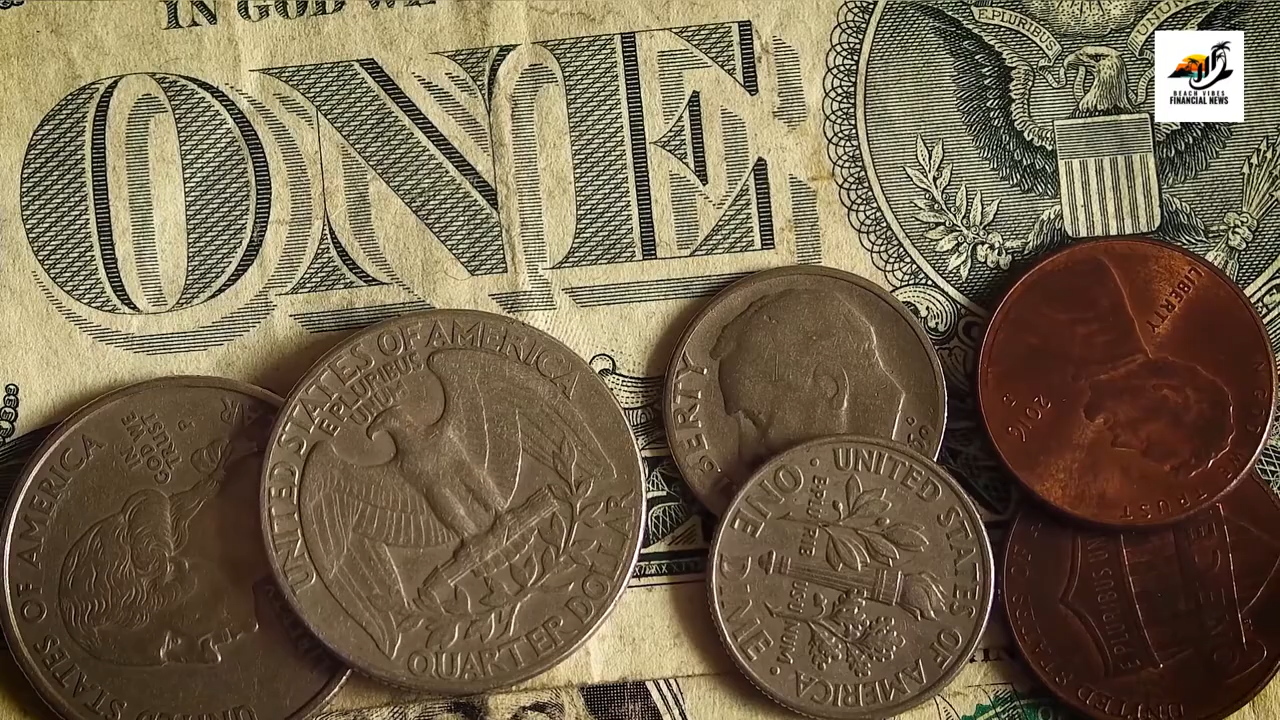 IN GOD WE
ONE
E PLURIBUS
UNUM
BEACH VIBES
FINANCIAL NEWS
UNITED STATES OF AMERICA
IN
GOD WE
TRUST
P
UNITED STATES OF AMERICA
E PLURIBUS
UNUM
QUARTER DOLLAR
LIBERTY
ONE DIME · UNITED STATES OF AMERICA ·
LIBERTY
2016
D
TRUST
E PLURIBUS UNUM